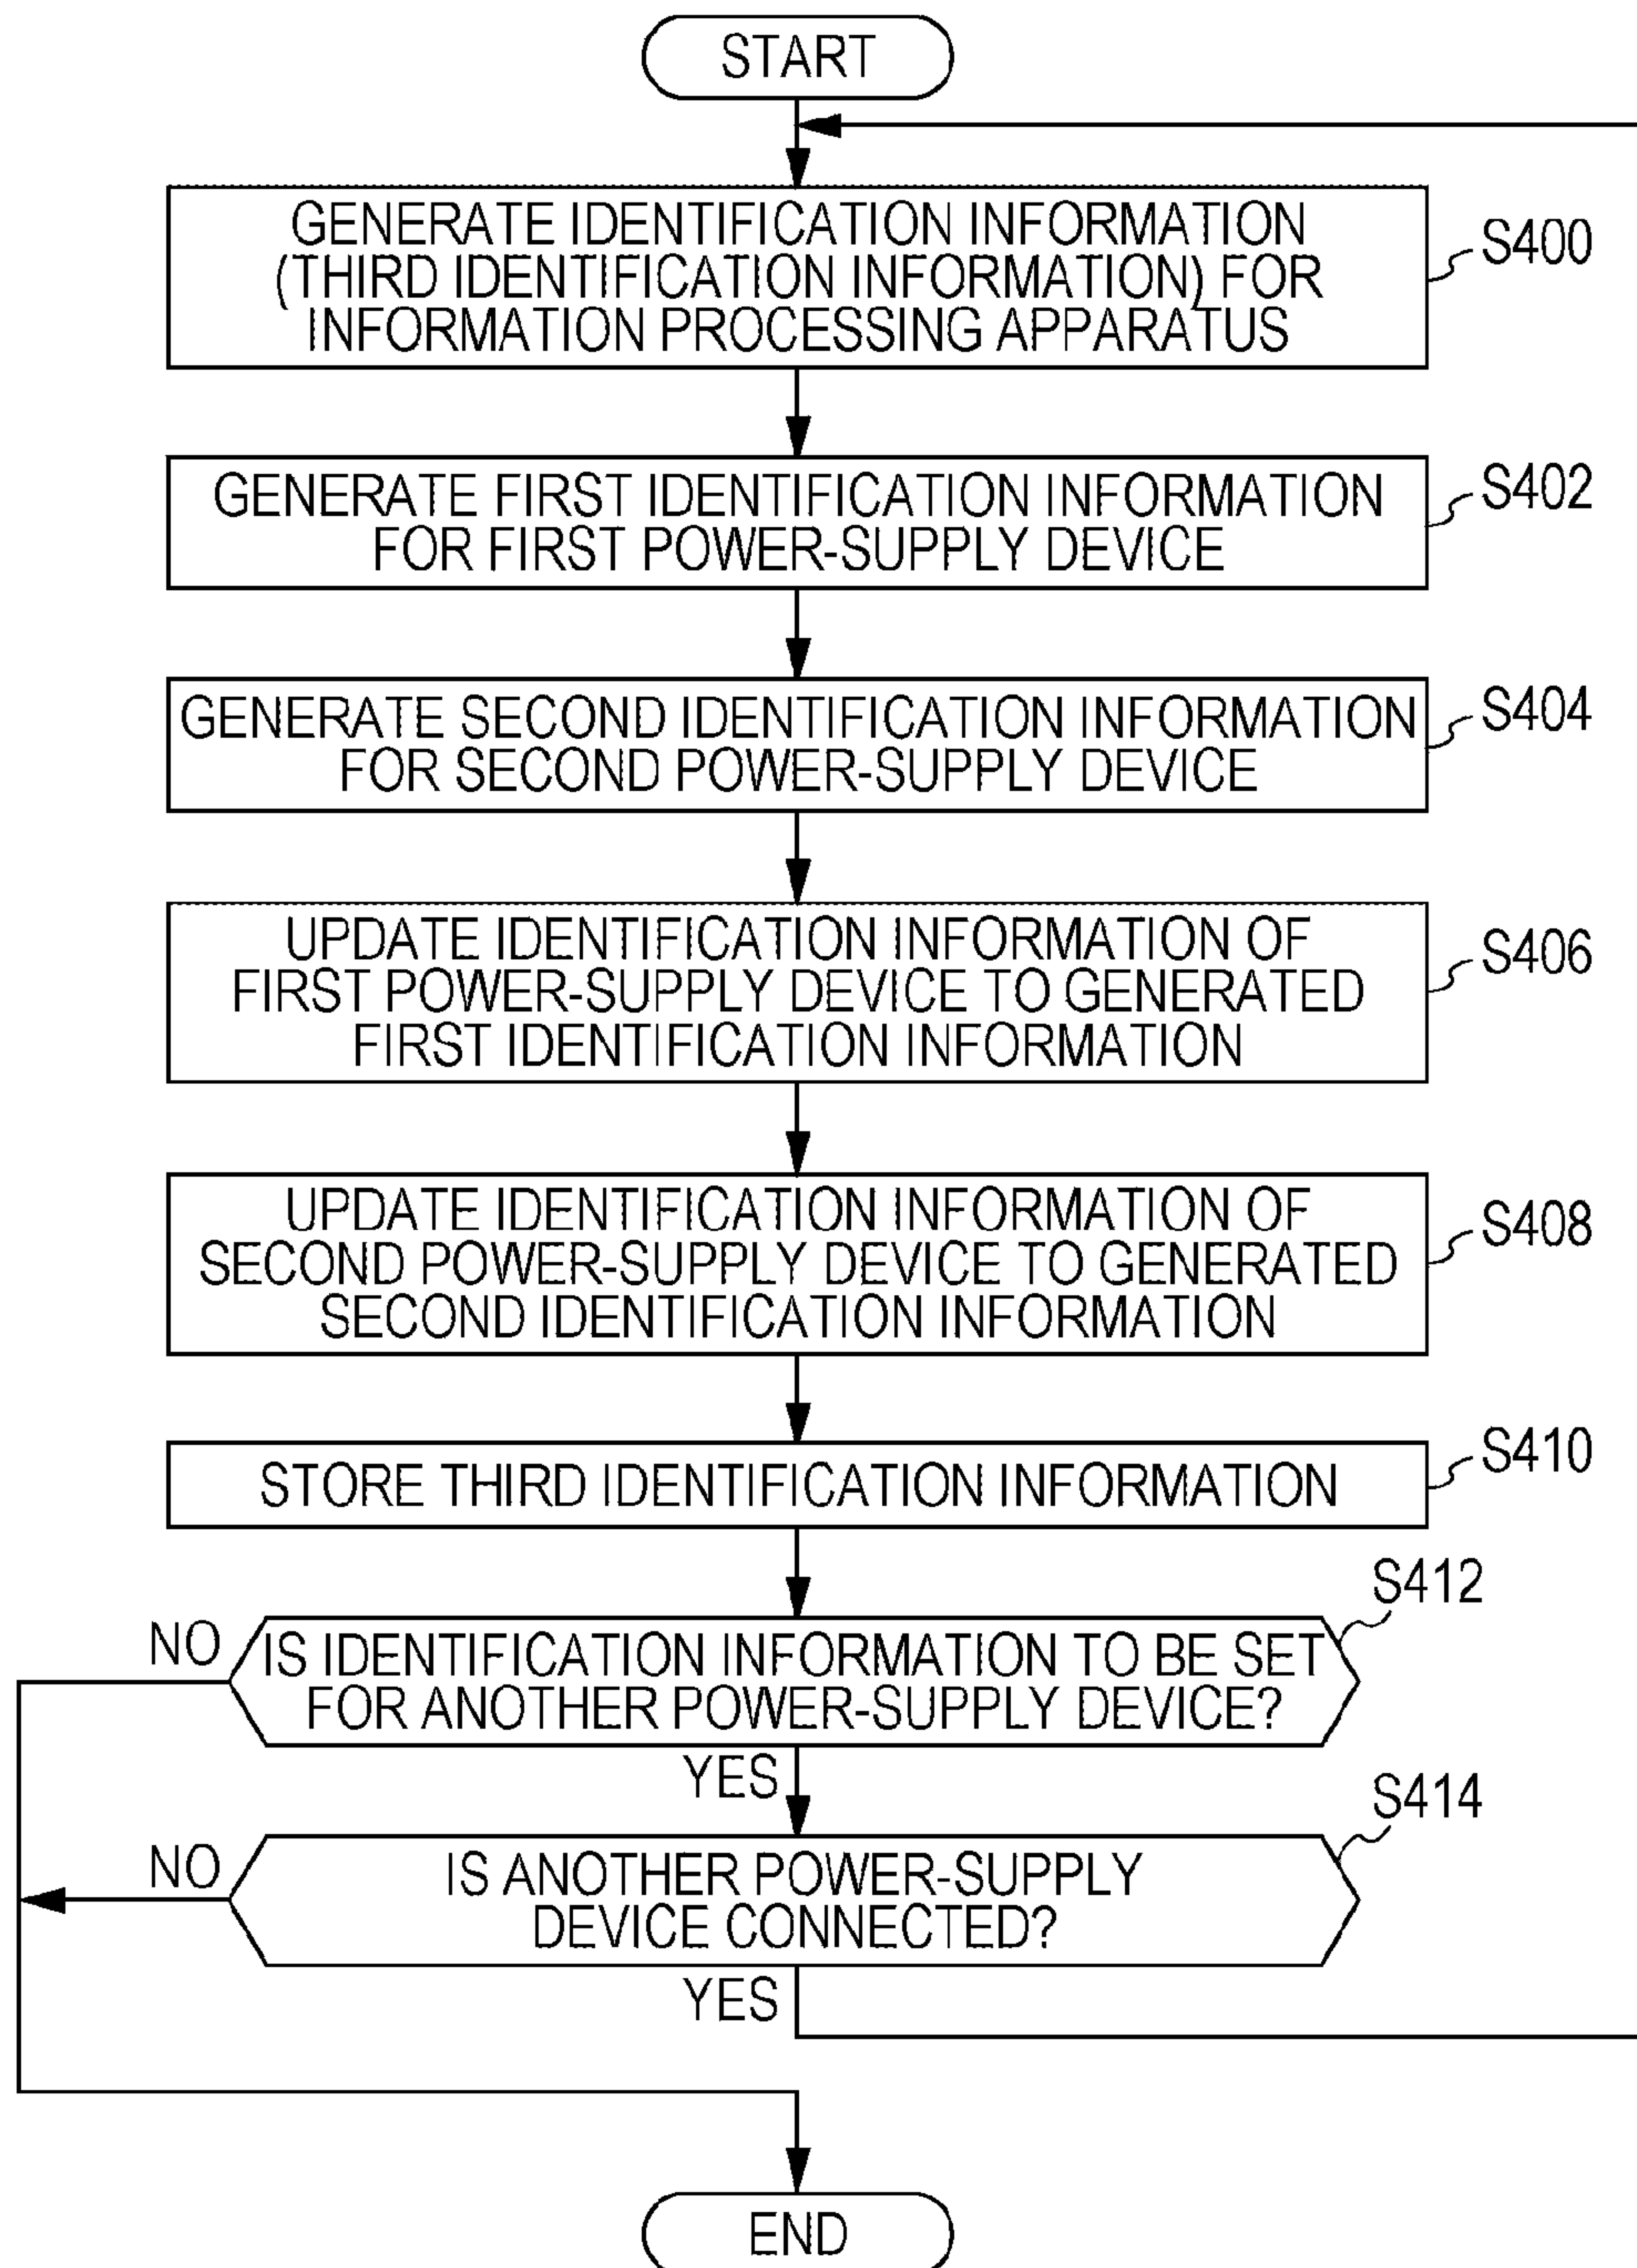 START
GENERATE IDENTIFICATION INFORMATION
(THIRD IDENTIFICATION INFORMATION) FOR
INFORMATION PROCESSING APPARATUS
S400
GENERATE FIRST IDENTIFICATION INFORMATION
FOR FIRST POWER-SUPPLY DEVICE
S402
GENERATE SECOND IDENTIFICATION INFORMATION
FOR SECOND POWER-SUPPLY DEVICE
S404
UPDATE IDENTIFICATION INFORMATION OF
FIRST POWER-SUPPLY DEVICE TO GENERATED
FIRST IDENTIFICATION INFORMATION
S406
UPDATE IDENTIFICATION INFORMATION OF
SECOND POWER-SUPPLY DEVICE TO GENERATED
SECOND IDENTIFICATION INFORMATION
S408
STORE THIRD IDENTIFICATION INFORMATION
S410
S412
NO
IS IDENTIFICATION INFORMATION TO BE SET
FOR ANOTHER POWER-SUPPLY DEVICE?
YES
S414
NO
IS ANOTHER POWER-SUPPLY
DEVICE CONNECTED?
YES
END